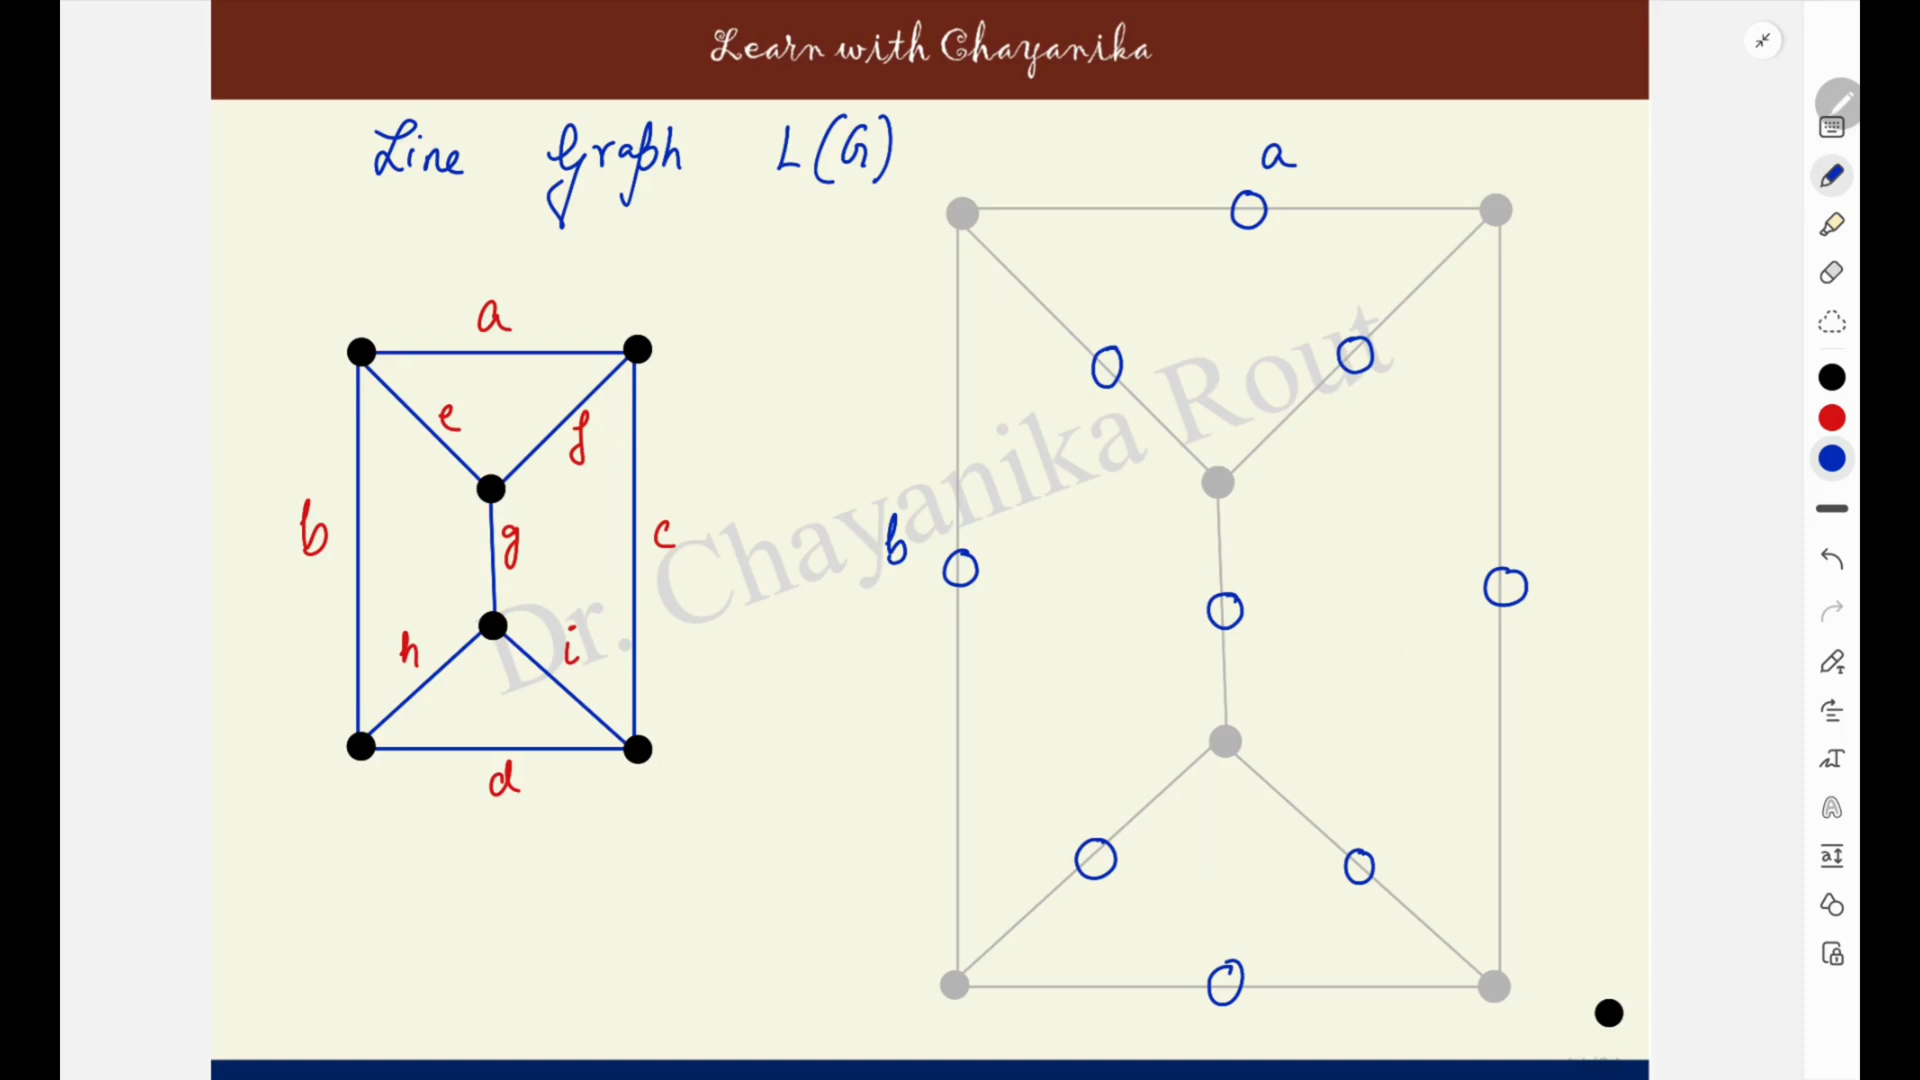 Learn with Chayanika
Line Graph L(G)
a
a
e
f
b
g
c
b
h
i
d
Dr. Chayanika Rout